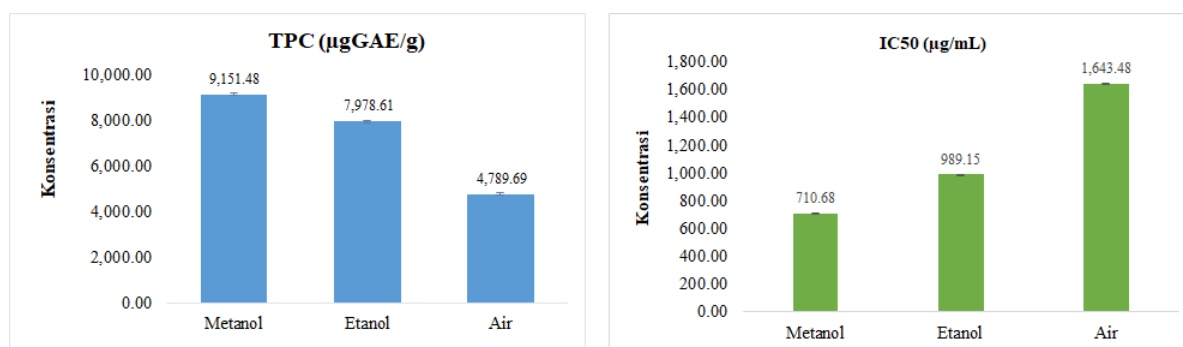 TPC (µgGAE/g)
Konsentrasi
10,000.00
8,000.00
6,000.00
4,000.00
2,000.00
0.00
9,151.48
7,978.61
4,789.69
Metanol
Etanol
Air
IC50 (µg/mL)
Konsentrasi
1,800.00
1,600.00
1,400.00
1,200.00
1,000.00
800.00
600.00
400.00
200.00
0.00
710.68
989.15
1,643.48
Metanol
Etanol
Air